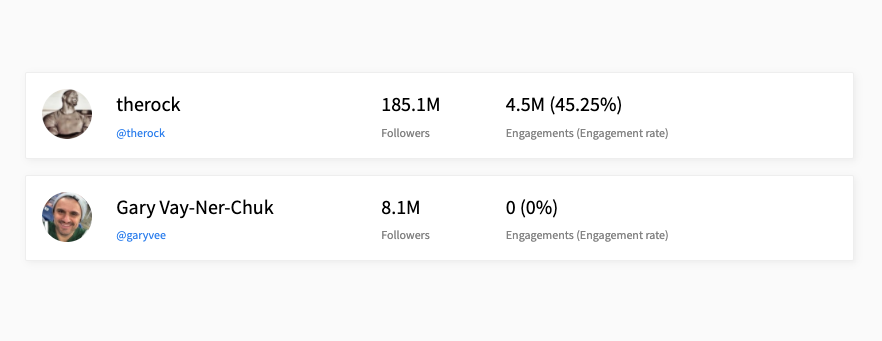 therock
185.1M
4.5M (45.25%)
@therock
Followers
Engagements (Engagement rate)
Gary Vay-Ner-Chuk
8.1M
0 (0%)
@garyvee
Followers
Engagements (Engagement rate)